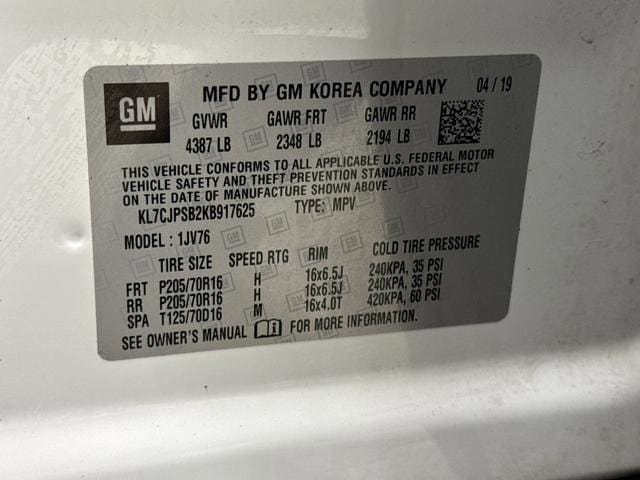 GM
MFD BY GM KOREA COMPANY 04 / 19
GVWR GAWR FRT GAWR RR
4387 LB 2348 LB 2194 LB
THIS VEHICLE CONFORMS TO ALL APPLICABLE U.S. FEDERAL MOTOR
VEHICLE SAFETY AND THEFT PREVENTION STANDARDS IN EFFECT
ON THE DATE OF MANUFACTURE SHOWN ABOVE.
KL7CJPSB2KB917625 TYPE: MPV
MODEL : 1JV76
TIRE SIZE SPEED RTG RIM COLD TIRE PRESSURE
FRT P205/70R16 H 16x6.5J 240KPA, 35 PSI
RR P205/70R16 H 16x6.5J 240KPA, 35 PSI
SPA T125/70D16 M 16x4.0T 420KPA, 60 PSI
SEE OWNER'S MANUAL FOR MORE INFORMATION.